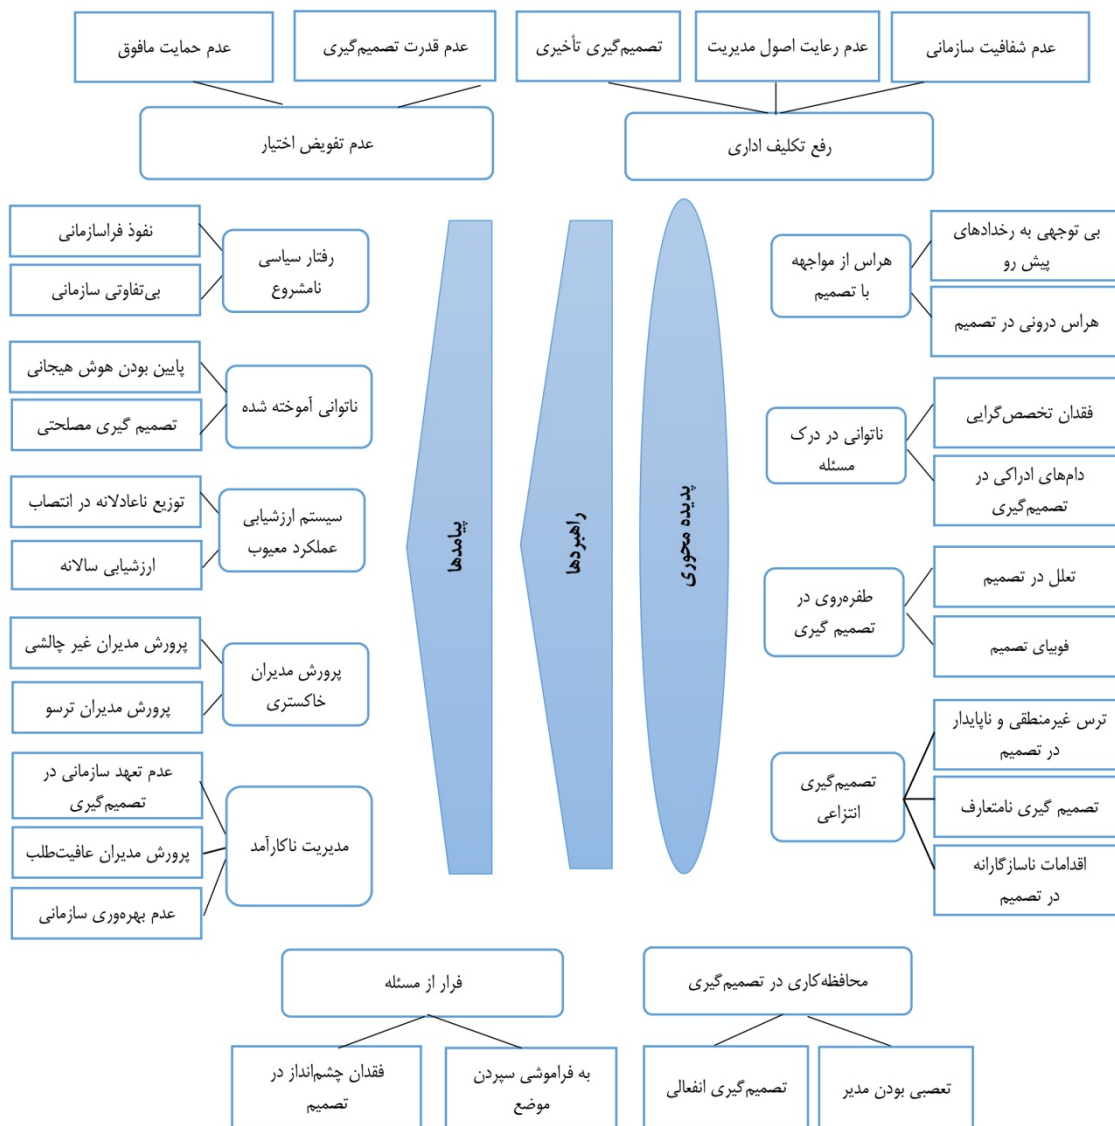 عدم شفافیت سازمانی
عدم رعایت اصول مدیریت
تصمیم‌گیری تأخیری
عدم قدرت تصمیم‌گیری
عدم حمایت مافوق
رفع تکلیف اداری
عدم تفویض اختیار
بی توجهی به رخدادهای
پیش رو
هراس درونی در تصمیم
هراس از مواجهه
با تصمیم
فقدان تخصص‌گرایی
دام‌های ادراکی در
تصمیم‌گیری
ناتوانی در درک
مسئله
تعلل در تصمیم
فوبیای تصمیم
طفره‌روی در
تصمیم گیری
ترس غیرمنطقی و ناپایدار
در تصمیم
تصمیم گیری نامتعارف
اقدامات ناسازگارانه
در تصمیم
تصمیم‌گیری
انتزاعی
پدیده محوری
راهبردها
پیامدها
رفتار سیاسی
نامشروع
نفوذ فراسازمانی
بی‌تفاوتی سازمانی
ناتوانی آموخته شده
پایین بودن هوش هیجانی
تصمیم گیری مصلحتی
سیستم ارزشیابی
عملکرد معیوب
توزیع ناعادلانه در انتصاب
ارزشیابی سالانه
پرورش مدیران
خاکستری
پرورش مدیران غیر چالشی
پرورش مدیران ترسو
مدیریت ناکارآمد
عدم تعهد سازمانی در
تصمیم‌گیری
پرورش مدیران عافیت‌طلب
عدم بهره‌وری سازمانی
محافظه‌کاری در تصمیم‌گیری
فرار از مسئله
تعصبی بودن مدیر
تصمیم‌گیری انفعالی
به فراموشی سپردن
موضع
فقدان چشم‌انداز در
تصمیم